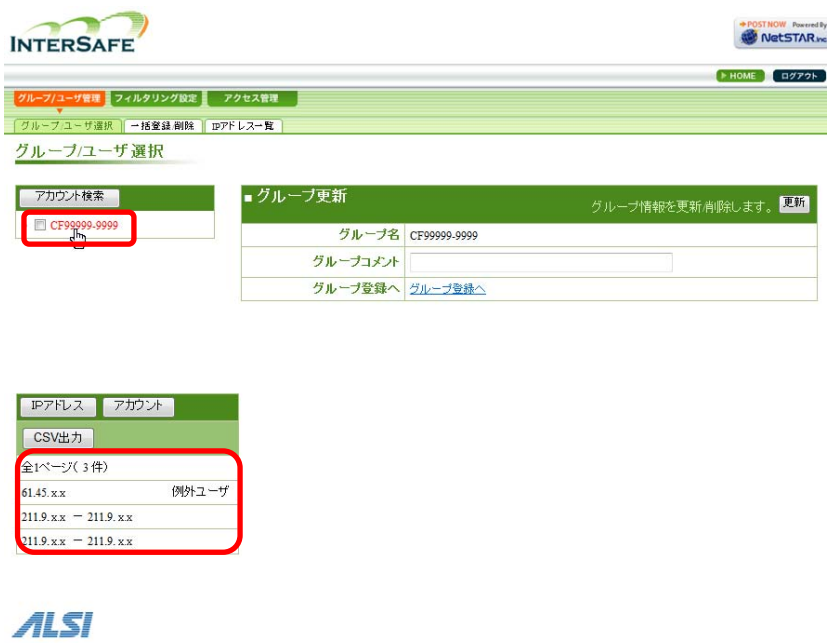 INTERSAFE
POST NOW Powered By
NetSTAR.inc
HOME ログアウト
グループ/ユーザ管理 フィルタリング設定 アクセス管理
グループ/ユーザ選択 一括登録/削除 IPアドレス一覧
グループ/ユーザ選択
アカウント検索
CF99999-9999
■ グループ更新 グループ情報を更新/削除します。 更新
グループ名 CF99999-9999
グループコメント
グループ登録へ グループ登録へ
IPアドレス アカウント
CSV出力
全1ページ( 3 件)
61.45.x.x 例外ユーザ
211.9.x.x － 211.9.x.x
211.9.x.x － 211.9.x.x
ALSI